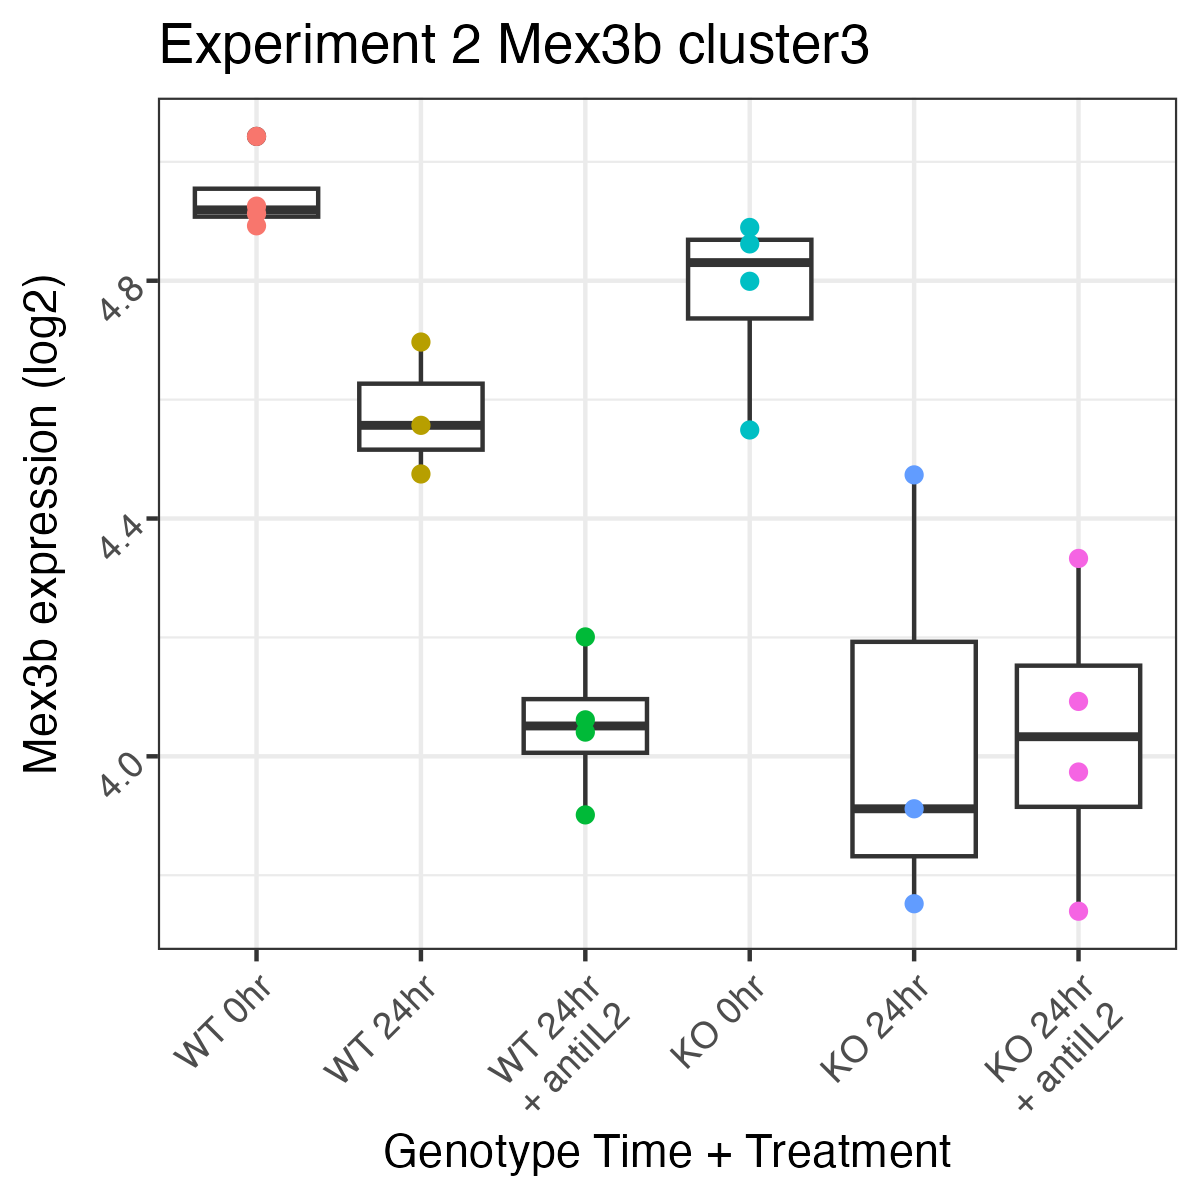 Experiment 2 Mex3b cluster3
Mex3b expression (log2)
4.8
4.4
4.0
WT 0hr
WT 24hr
WT 24hr
+ antiIL2
KO 0hr
KO 24hr
KO 24hr
+ antiIL2
Genotype Time + Treatment